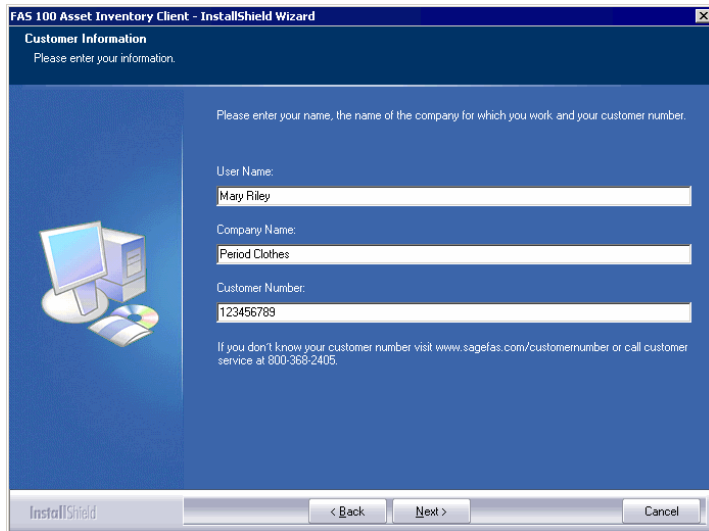 FAS 100 Asset Inventory Client - InstallShield Wizard
Customer Information
Please enter your information.
Please enter your name, the name of the company for which you work and your customer number.
User Name:
Mary Riley
Company Name:
Period Clothes
Customer Number:
123456789
If you don't know your customer number visit www.sagefas.com/customernumber or call customer
service at 800-368-2405.
InstallShield
< Back
Next >
Cancel